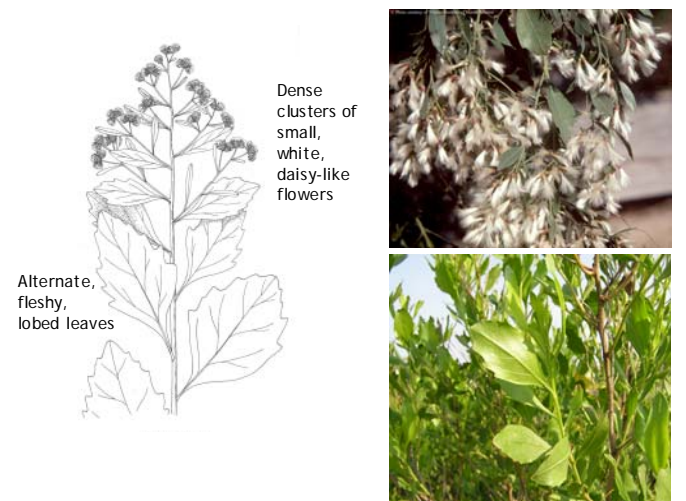 Dense
clusters of
small,
white,
daisy-like
flowers
Alternate,
fleshy,
lobed leaves